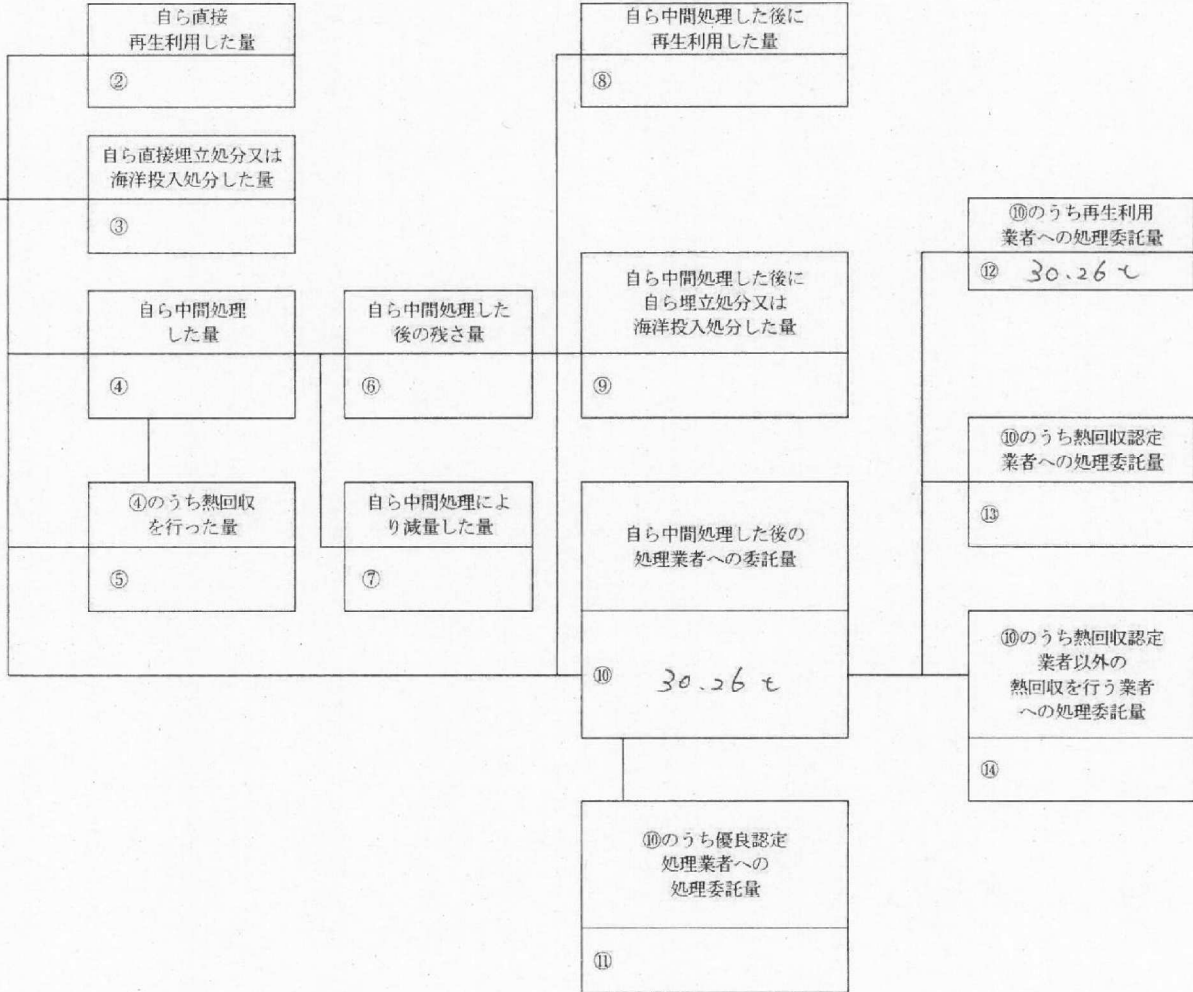 自ら直接
再生利用した量
②
自ら直接埋立処分又は
海洋投入処分した量
③
自ら中間処理
した量
④
④のうち熱回収
を行った量
⑤
自ら中間処理した
後の残さ量
⑥
自ら中間処理によ
り減量した量
⑦
自ら中間処理した後に
再生利用した量
⑧
自ら中間処理した後に
自ら埋立処分又は
海洋投入処分した量
⑨
自ら中間処理した後の
処理業者への委託量
⑩ 30.26 t
⑩のうち優良認定
処理業者への
処理委託量
⑪
⑩のうち再生利用
業者への処理委託量
⑫ 30.26 t
⑩のうち熱回収認定
業者への処理委託量
⑬
⑩のうち熱回収認定
業者以外の
熱回収を行う業者
への処理委託量
⑭